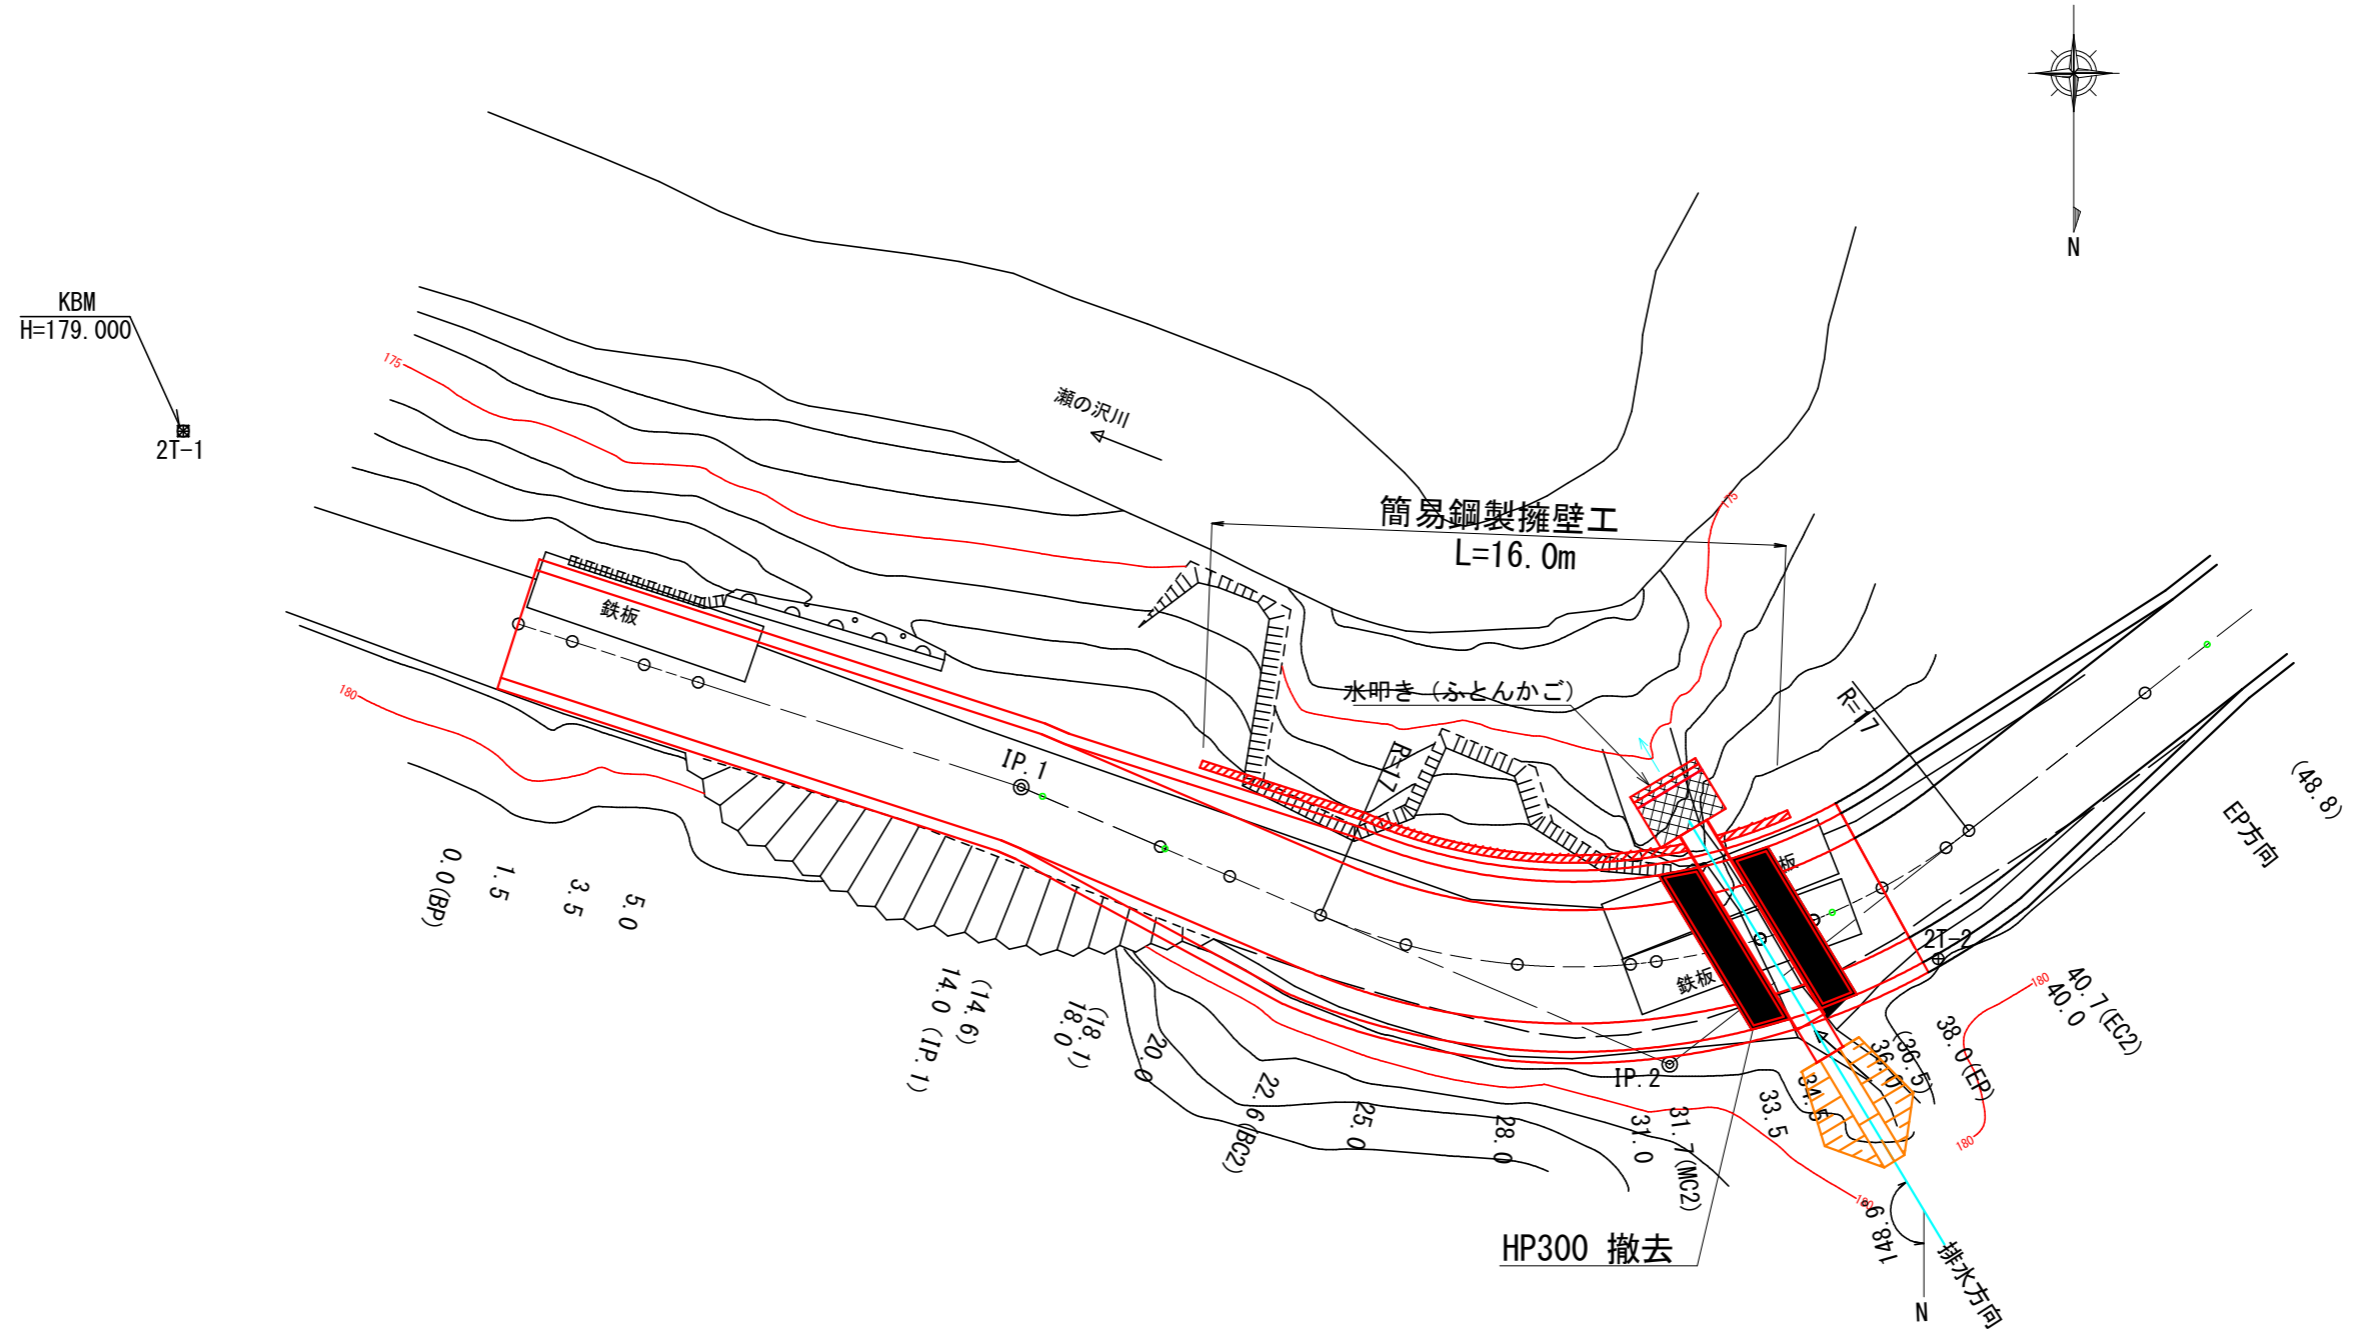 N
KBM
H=179.000
2T-1
175
瀬の沢川
簡易鋼製擁壁工
L=16.0m
175
鉄板
水叩き（ふとんかご）
R=17
R=17
IP.1
180
(48.8)
EP方向
板
鉄板
2T-2
IP.2
0.0(BP)
1.5
3.5
5.0
14.0(IP.1)
(14.6)
18.0
(18.1)
20.0
22.6(BC2)
25.0
28.0
31.0
31.7(MC2)
33.5
34.5
36.0
(36.5)
38.0(EP)
40.0
40.7(EC2)
180
180
180
148.9°
HP300 撤去
排水方向
N